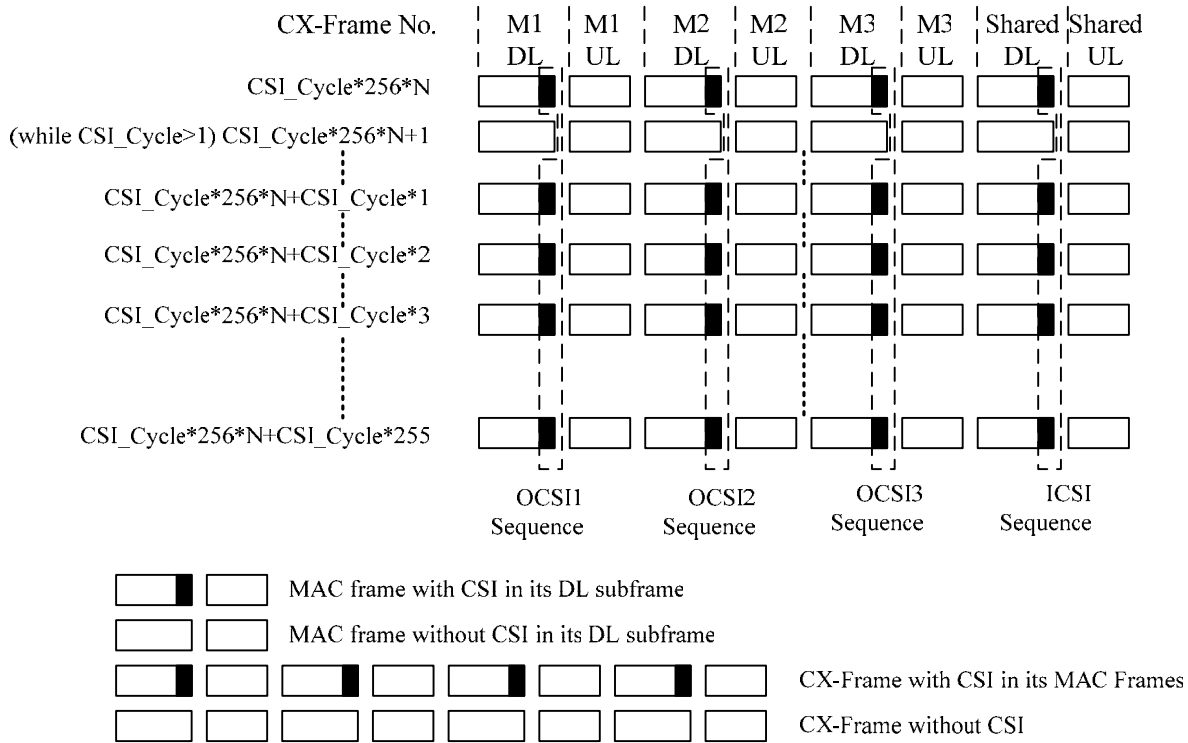 CX-Frame No.
M1 DL
M1 UL
M2 DL
M2 UL
M3 DL
M3 UL
Shared DL
Shared UL
CSI_Cycle*256*N
(while CSI_Cycle>1) CSI_Cycle*256*N+1
CSI_Cycle*256*N+CSI_Cycle*1
CSI_Cycle*256*N+CSI_Cycle*2
CSI_Cycle*256*N+CSI_Cycle*3
CSI_Cycle*256*N+CSI_Cycle*255
OCSI1
Sequence
OCSI2
Sequence
OCSI3
Sequence
ICSI
Sequence
MAC frame with CSI in its DL subframe
MAC frame without CSI in its DL subframe
CX-Frame with CSI in its MAC Frames
CX-Frame without CSI